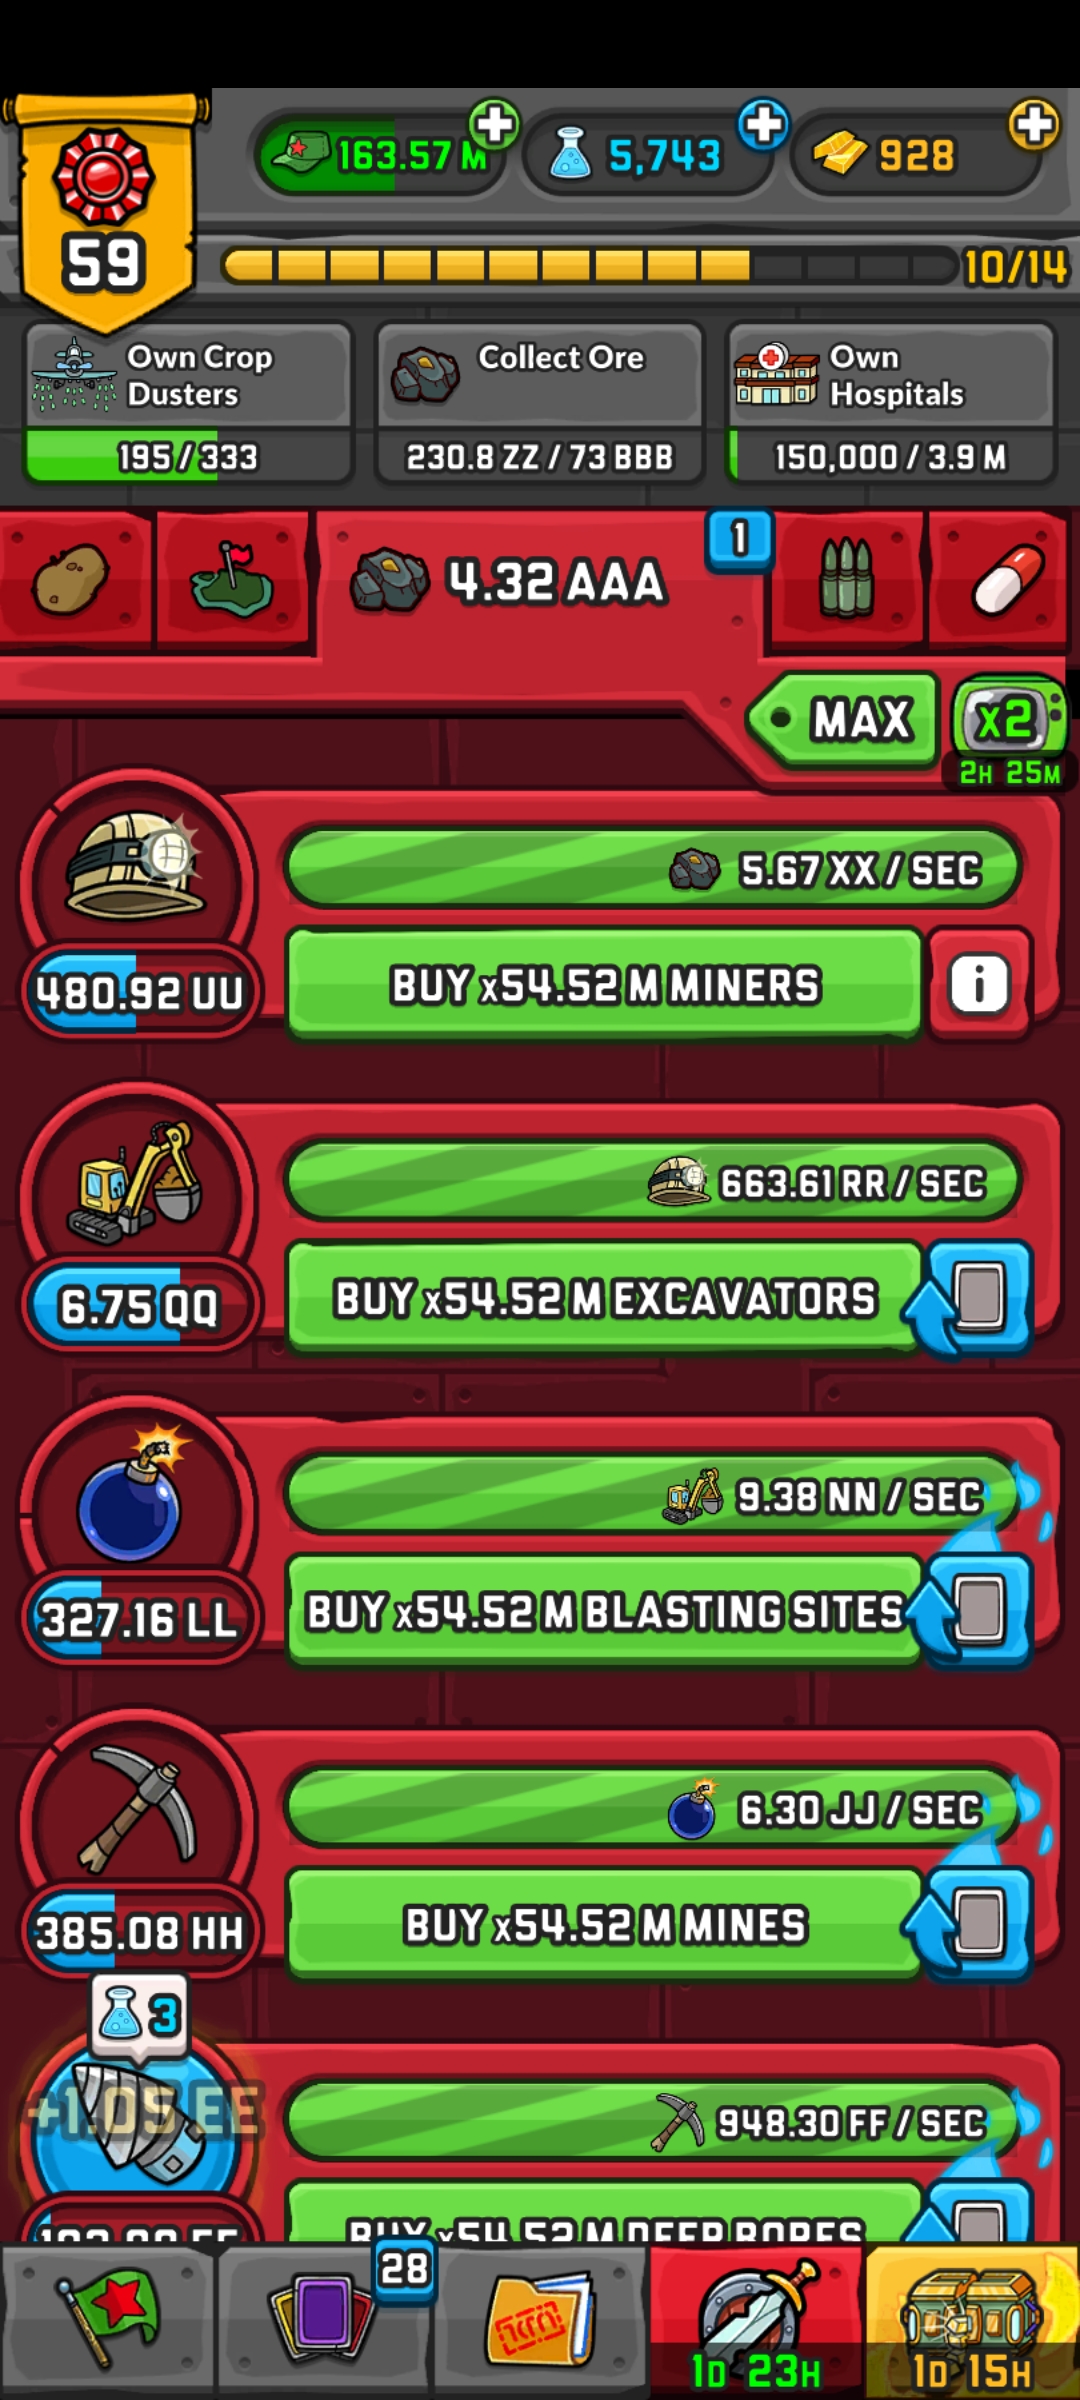 163.57 M
5,743
928
59
10/14
Own Crop
Dusters
195/333
Collect Ore
230.8 ZZ / 73 BBB
Own
Hospitals
150,000 / 3.9 M
4.32 AAA
1
MAX
x2
2H 25M
5.67 XX / SEC
480.92 UU
BUY x54.52 M MINERS
i
663.61 RR / SEC
6.75 QQ
BUY x54.52 M EXCAVATORS
9.38 NN / SEC
327.16 LL
BUY x54.52 M BLASTING SITES
6.30 JJ / SEC
385.08 HH
BUY x54.52 M MINES
3
+1.05 EE
948.30 FF / SEC
BUY x54.52 M DEEP BORES
28
1D 23H
1D 15H